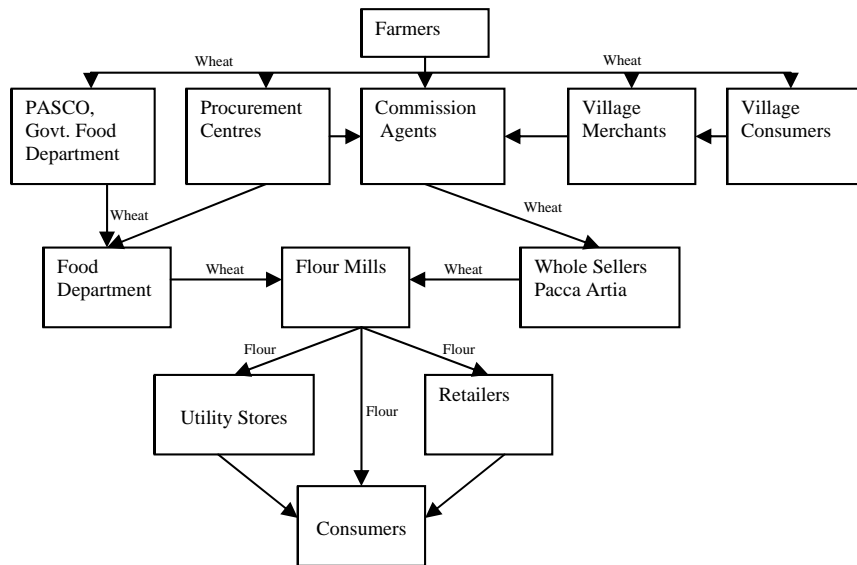 Farmers
Wheat
Wheat
PASCO,
Govt. Food
Department
Procurement
Centres
Commission
Agents
Village
Merchants
Village
Consumers
Wheat
Wheat
Food
Department
Wheat
Flour Mills
Wheat
Whole Sellers
Pacca Artia
Flour
Flour
Utility Stores
Flour
Retailers
Consumers